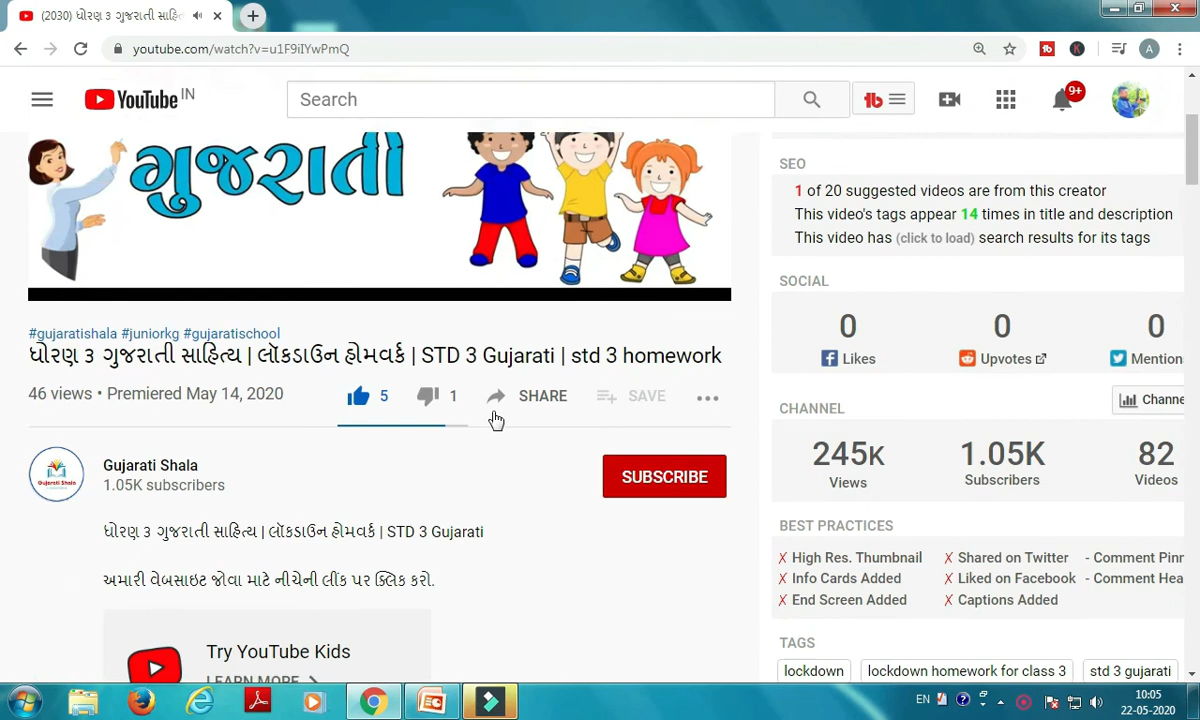 (2030) ધોરણ ૩ ગુજરાતી સાહિ
youtube.com/watch?v=u1F9iIYwPmQ
YouTube IN
Search
9+
ગુજરાતી
#gujaratishala #juniorkg #gujaratischool
ધોરણ ૩ ગુજરાતી સાહિત્ય | લૉકડાઉન હોમવર્ક | STD 3 Gujarati | std 3 homework
46 views • Premiered May 14, 2020
5
1
SHARE
SAVE
Gujarati Shala
Gujarati Shala
1.05K subscribers
SUBSCRIBE
ધોરણ ૩ ગુજરાતી સાહિત્ય | લૉકડાઉન હોમવર્ક | STD 3 Gujarati
અમારી વેબસાઇટ જોવા માટે નીચેની લીંક પર ક્લિક કરો.
Try YouTube Kids
LEARN MORE
SEO
1 of 20 suggested videos are from this creator
This video's tags appear 14 times in title and description
This video has (click to load) search results for its tags
SOCIAL
0
0
0
Likes
Upvotes
Mention
CHANNEL
Channe
245K
1.05K
82
Views
Subscribers
Videos
BEST PRACTICES
X High Res. Thumbnail
X Shared on Twitter
- Comment Pinn
X Info Cards Added
X Liked on Facebook
- Comment Hea
X End Screen Added
X Captions Added
TAGS
lockdown
lockdown homework for class 3
std 3 gujarati
EN
10:05
22-05-2020